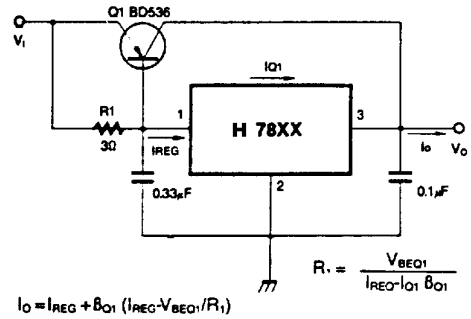 Q1 BD536
VI
IQ1
R1
3Ω
1
H 78XX
3
IREG
IO
VO
2
0.33µF
0.1µF
R1 = VBEQ1 / IREQ-IQ1 βQ1
IO = IREG + βQ1 (IREG-VBEQ1/R1)